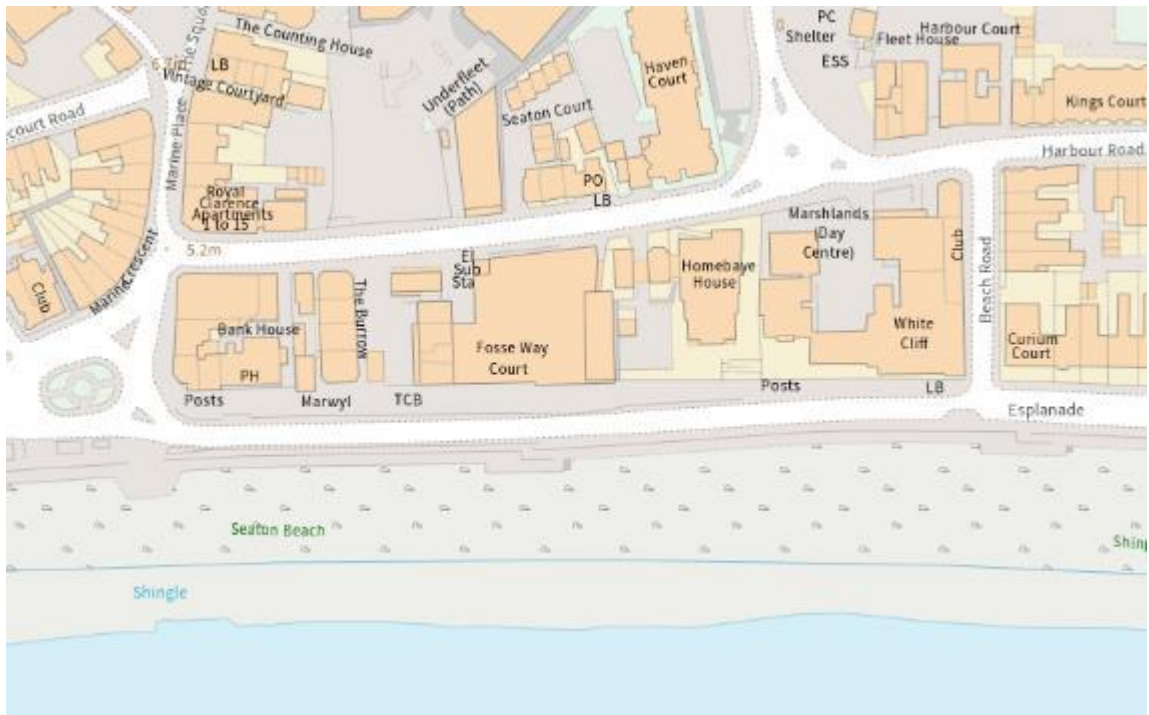 The Counting House
The Squar
PC
Shelter
ESS
Fleet House
Harbour Court
Kings Court
LB
Vintage Courtyard
Underfleet
(Path)
Haven
Court
Seaton Court
court Road
Marine Place
Harbour Road
PO
LB
Royal
Clarence
Apartments
1 to 15
Marshlands
(Day
Centre)
5.2m
Marine Crescent
Club
El
Sub
Sta
The Burrow
Homebaye
House
Club
Beach Road
Bank House
Fosse Way
Court
White
Cliff
Curium
Court
PH
Posts
Marwyl
TCB
Posts
LB
Esplanade
Seaton Beach
Shing
Shingle